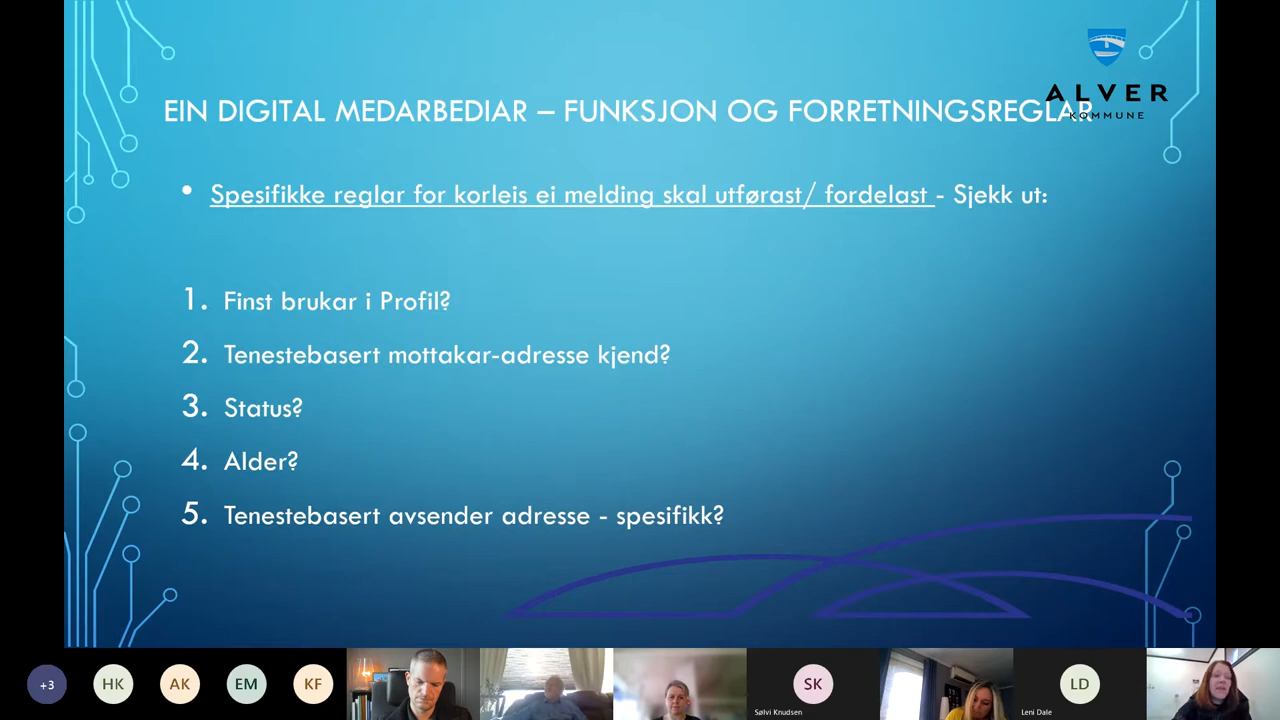 ALVER
KOMMUNE
EIN DIGITAL MEDARBEDIAR – FUNKSJON OG FORRETNINGSREGLAR
• Spesifikke reglar for korleis ei melding skal utførast/ fordelast - Sjekk ut:
1. Finst brukar i Profil?
2. Tenestebasert mottakar-adresse kjend?
3. Status?
4. Alder?
5. Tenestebasert avsender adresse - spesifikk?
+3
HK
AK
EM
KF
SK
Sølvi Knudsen
LD
Leni Dale